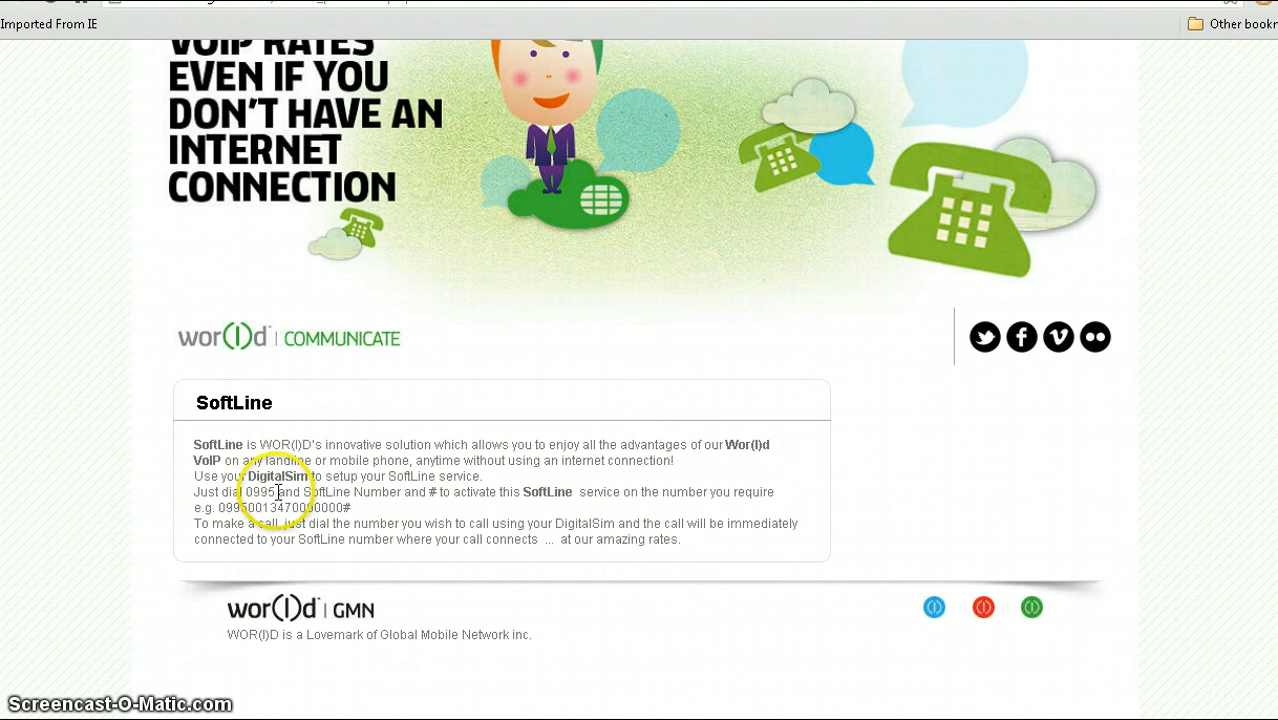 Imported From IE
Other bookr
VOIP RATES
EVEN IF YOU
DON'T HAVE AN
INTERNET
CONNECTION
wor(l)d™ | COMMUNICATE
SoftLine
SoftLine is WOR(l)D's innovative solution which allows you to enjoy all the advantages of our Wor(l)d
VoIP on any landline or mobile phone, anytime without using an internet connection!
Use your DigitalSim to setup your SoftLine service.
Just dial 0995 and SoftLine Number and # to activate this SoftLine service on the number you require
e.g. 09950013470000000#
To make a call, just dial the number you wish to call using your DigitalSim and the call will be immediately
connected to your SoftLine number where your call connects ... at our amazing rates.
wor(l)d™ | GMN
WOR(l)D is a Lovemark of Global Mobile Network inc.
Screencast-O-Matic.com